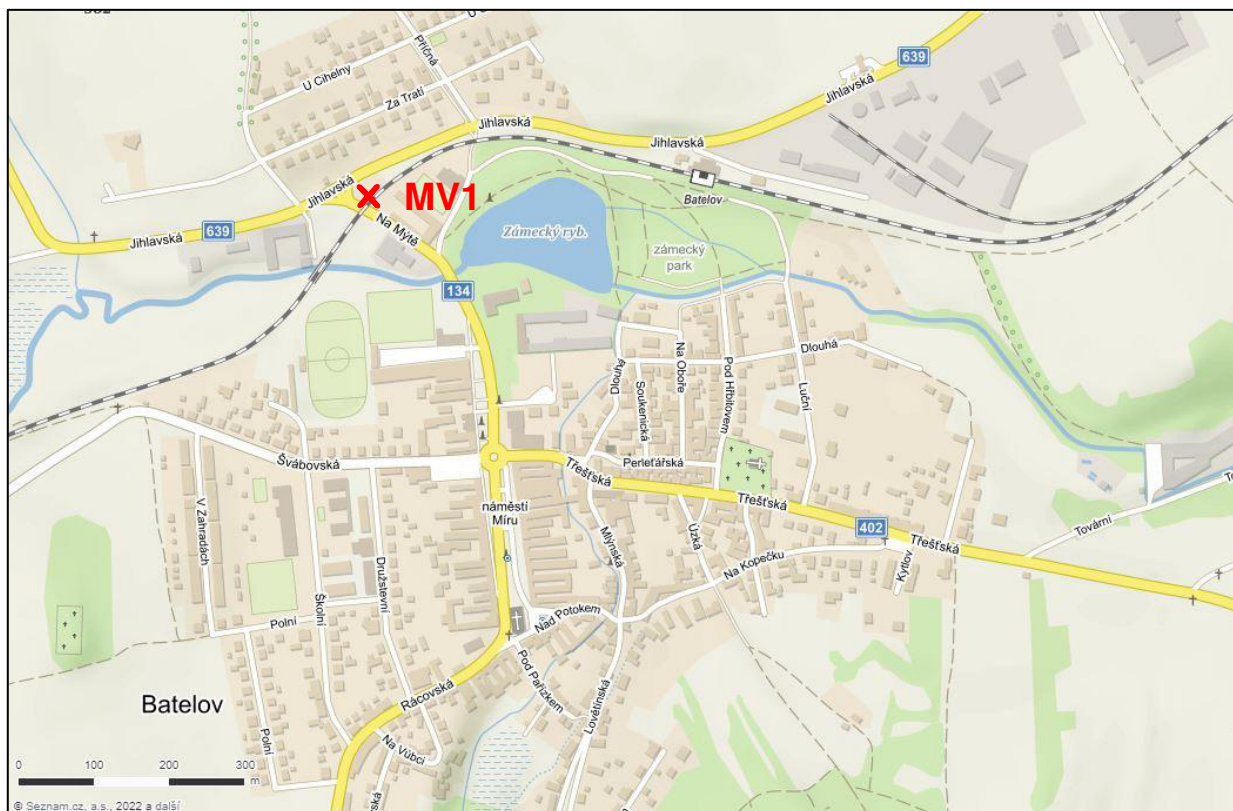 Příčná
U Cihelny
Za Tratí
639
Jihlavská
Jihlavská
Jihlavská
Jihlavská
MV1
Batelov
Jihlavská
639
Na Mýtě
Zámecký ryb.
zámecký
park
134
Dlouhá
Na Oboře
Pod Hřbitovem
Dlouhá
Soukenická
Luční
Švábovská
Perleťářská
Třešťská
Třešťská
V Zahradách
náměstí
Míru
402
Třešťská
Tovární
Mlýnská
Úzká
Na Kopečku
Kytlov
Družstevní
Školní
Polní
Nad Potokem
Pod Pařízkem
Lovětínská
Rácovská
Batelov
Polní
Na Vůbci
0 100 200 300
m
© Seznam.cz, a.s., 2022 a další